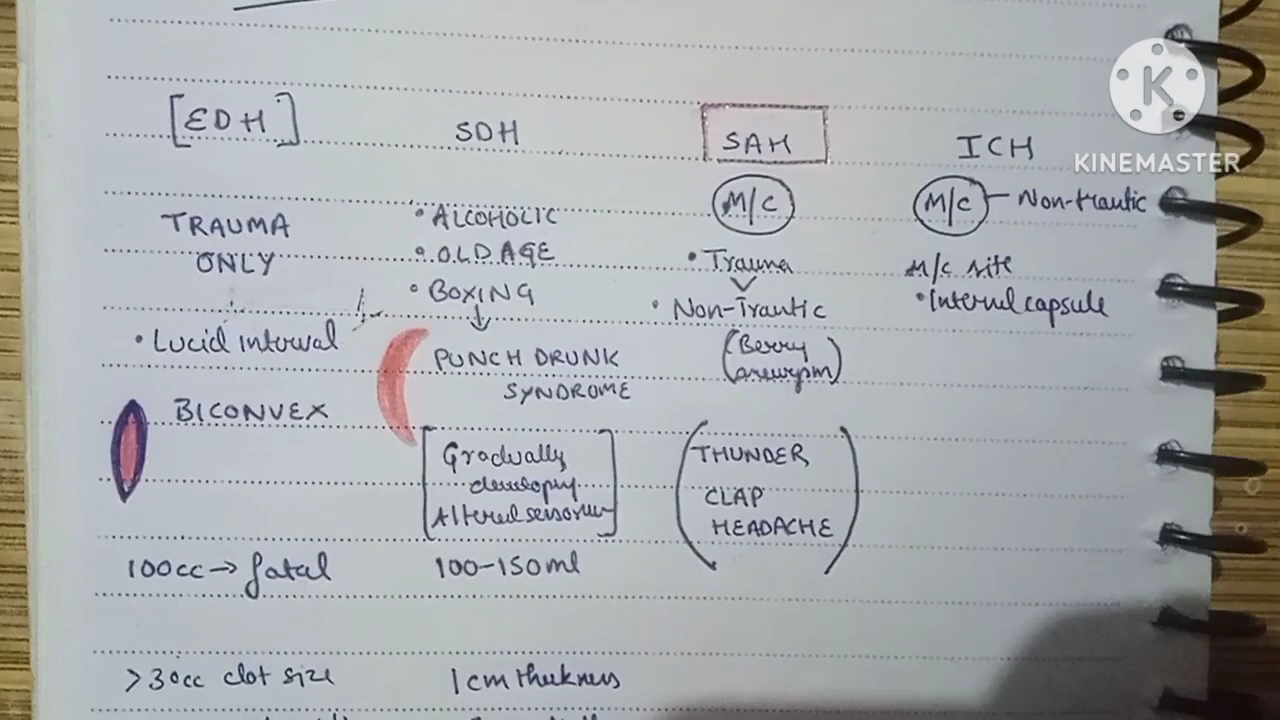 [EDH]
TRAUMA
ONLY
• Lucid interval
BICONVEX
100cc → fatal
>30cc clot size
SDH
• ALCOHOLIC
• OLD AGE
• BOXING
↓
PUNCH DRUNK
SYNDROME
[Gradually
developing
Altered sensorium]
100-150ml
1cm thickness
SAH
M/C
• Trauma
• Non-Trautic
(Berry
aneurysm)
(THUNDER
CLAP
HEADACHE)
ICH
M/C - Non-trautic
M/c site
• Internal capsule
K
KINEMASTER